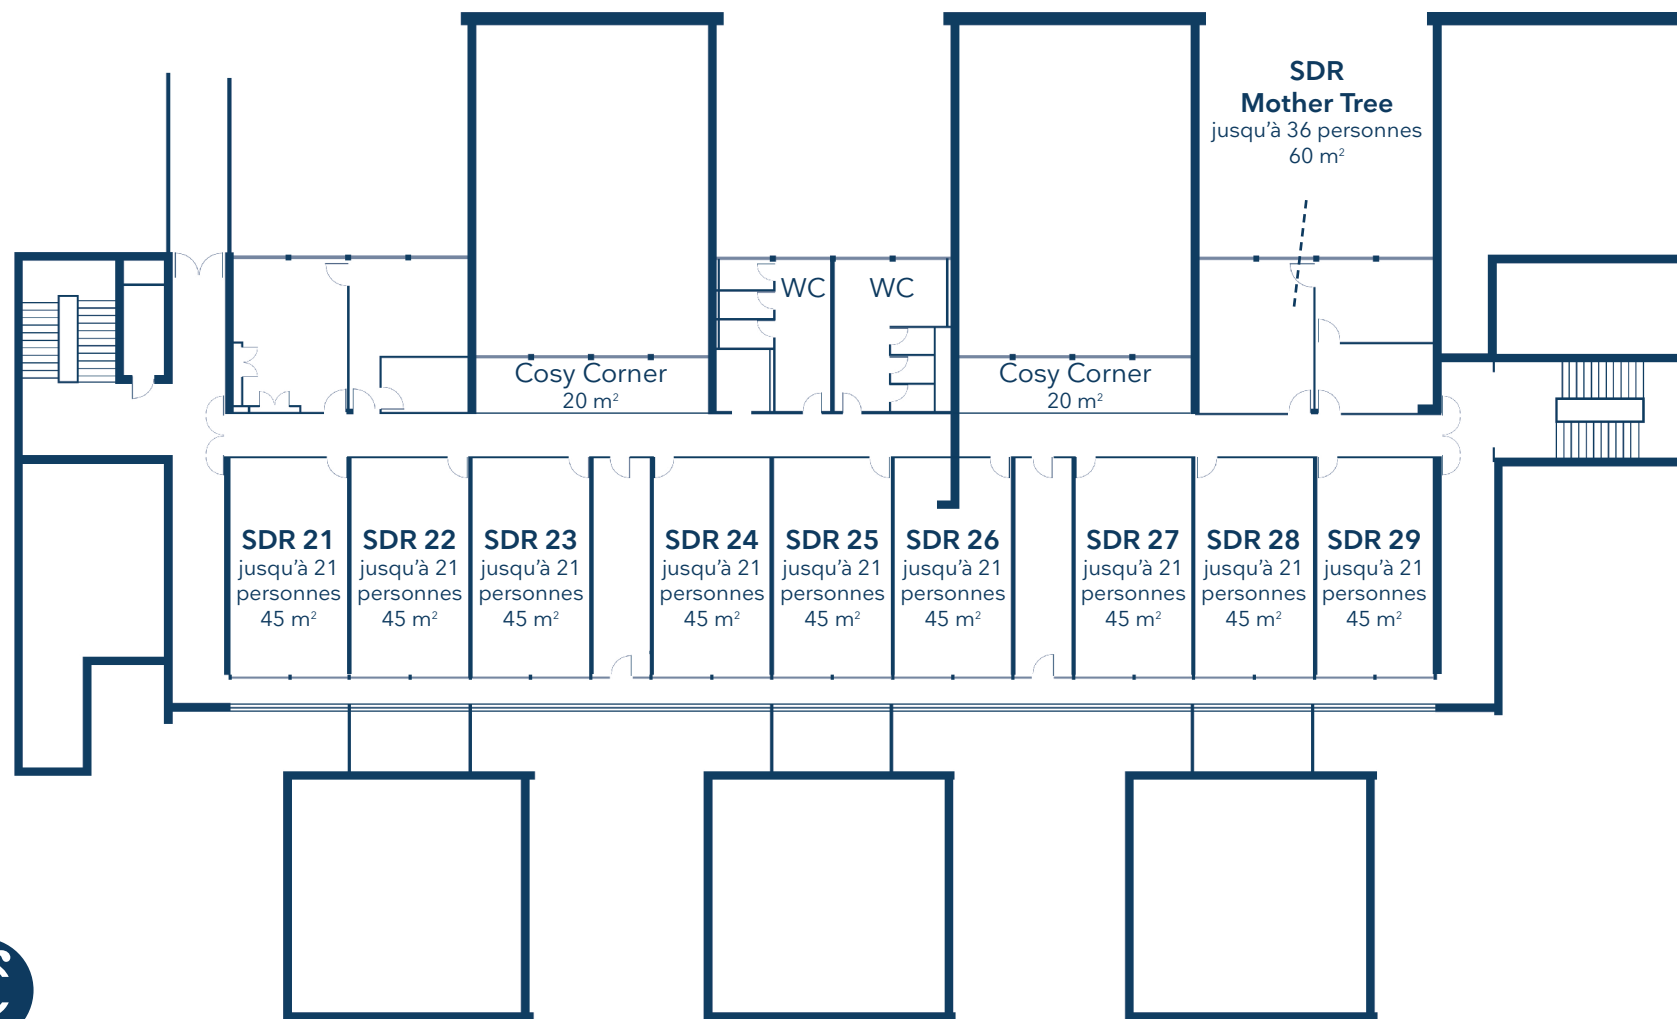 SDR
Mother Tree
jusqu’à 36 personnes
60 m²
WC
WC
Cosy Corner
20 m²
Cosy Corner
20 m²
SDR 21
jusqu’à 21
personnes
45 m²
SDR 22
jusqu’à 21
personnes
45 m²
SDR 23
jusqu’à 21
personnes
45 m²
SDR 24
jusqu’à 21
personnes
45 m²
SDR 25
jusqu’à 21
personnes
45 m²
SDR 26
jusqu’à 21
personnes
45 m²
SDR 27
jusqu’à 21
personnes
45 m²
SDR 28
jusqu’à 21
personnes
45 m²
SDR 29
jusqu’à 21
personnes
45 m²